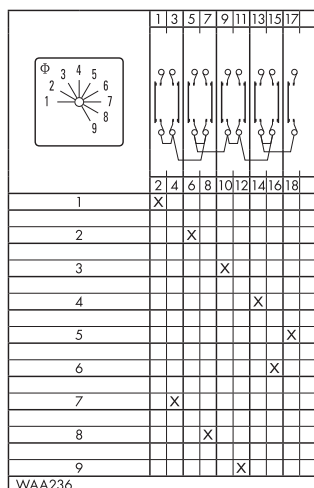 1 3 5 7 9 11 13 15 17
Φ
1 2 3 4 5 6 7 8 9
2 4 6 8 10 12 14 16 18
1 X
2 X
3 X
4 X
5 X
6 X
7 X
8 X
9 X
WAA236